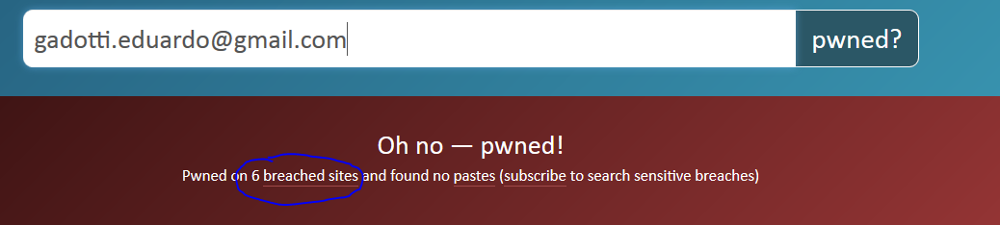 gadotti.eduardo@gmail.com pwned?
Oh no — pwned!
Pwned on 6 breached sites and found no pastes (subscribe to search sensitive breaches)